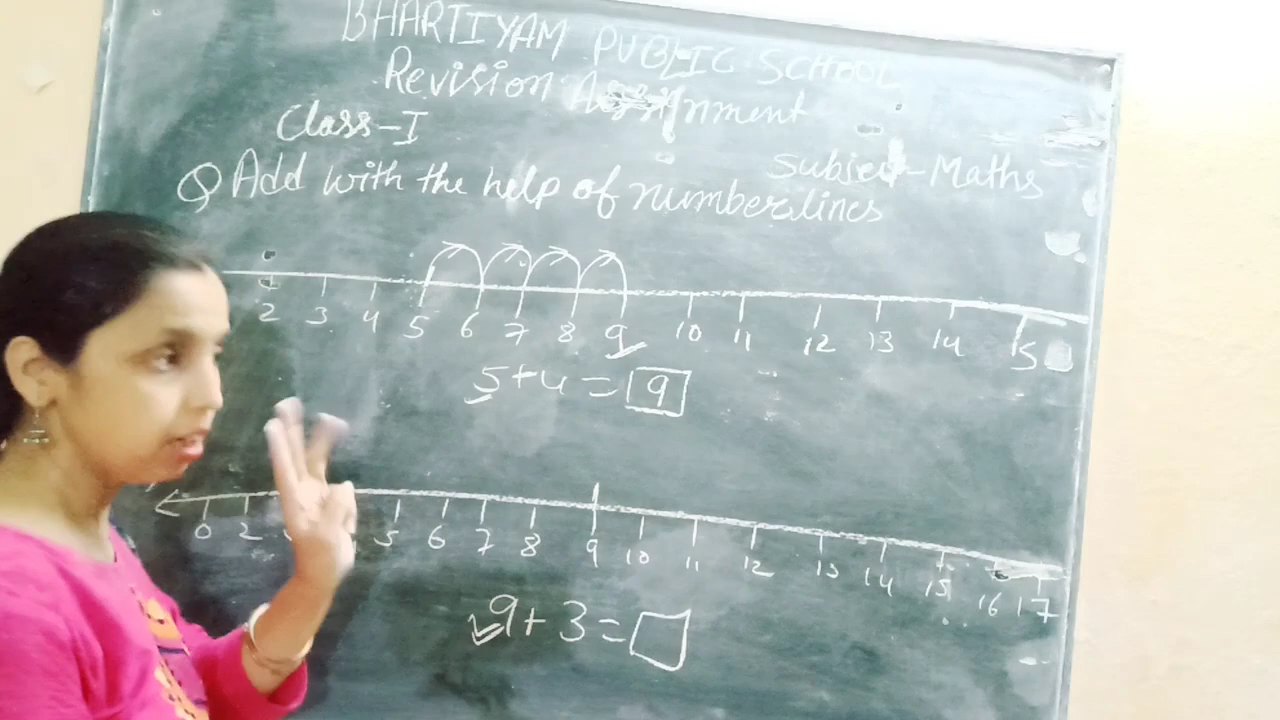 BHARTIYAM PUBLIC SCHOOL
Revision Assignment
Class-I
Subject-Maths
Q Add with the help of number lines
2 3 4 5 6 7 8 9 10 11 12 13 14 15
5+4=9
0 2 5 6 7 8 9 10 11 12 13 14 15 16 17
9+3=